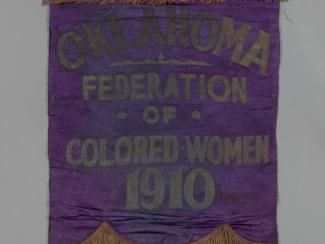 OKLAHOMA
FEDERATION
• OF •
COLORED WOMEN
1910